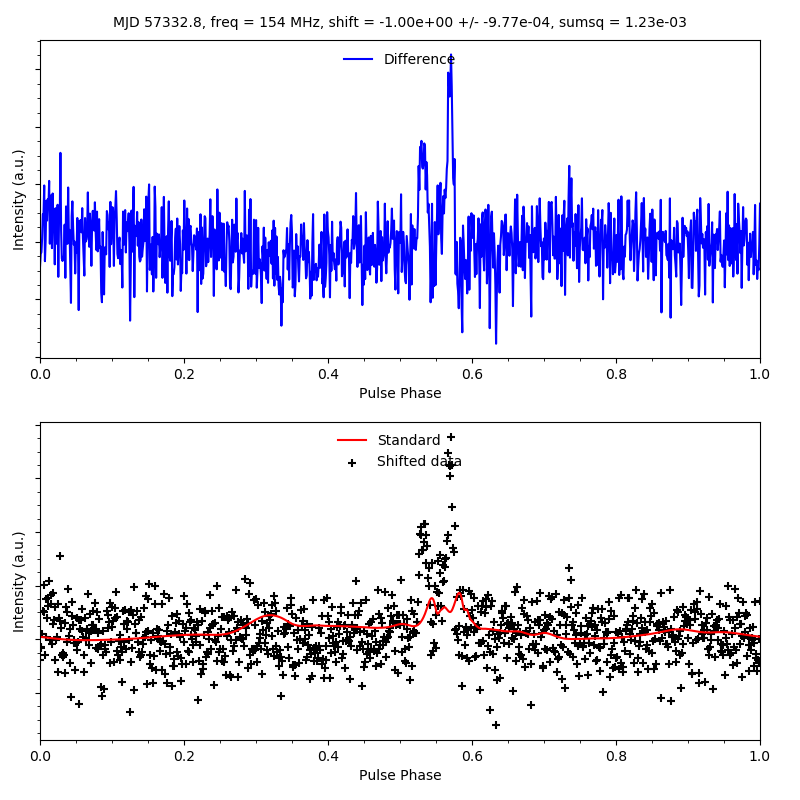 MJD 57332.8, freq = 154 MHz, shift = -1.00e+00 +/- -9.77e-04, sumsq = 1.23e-03
Difference
Intensity (a.u.)
0.0 0.2 0.4 0.6 0.8 1.0
Pulse Phase
Standard
Shifted data
Intensity (a.u.)
0.0 0.2 0.4 0.6 0.8 1.0
Pulse Phase